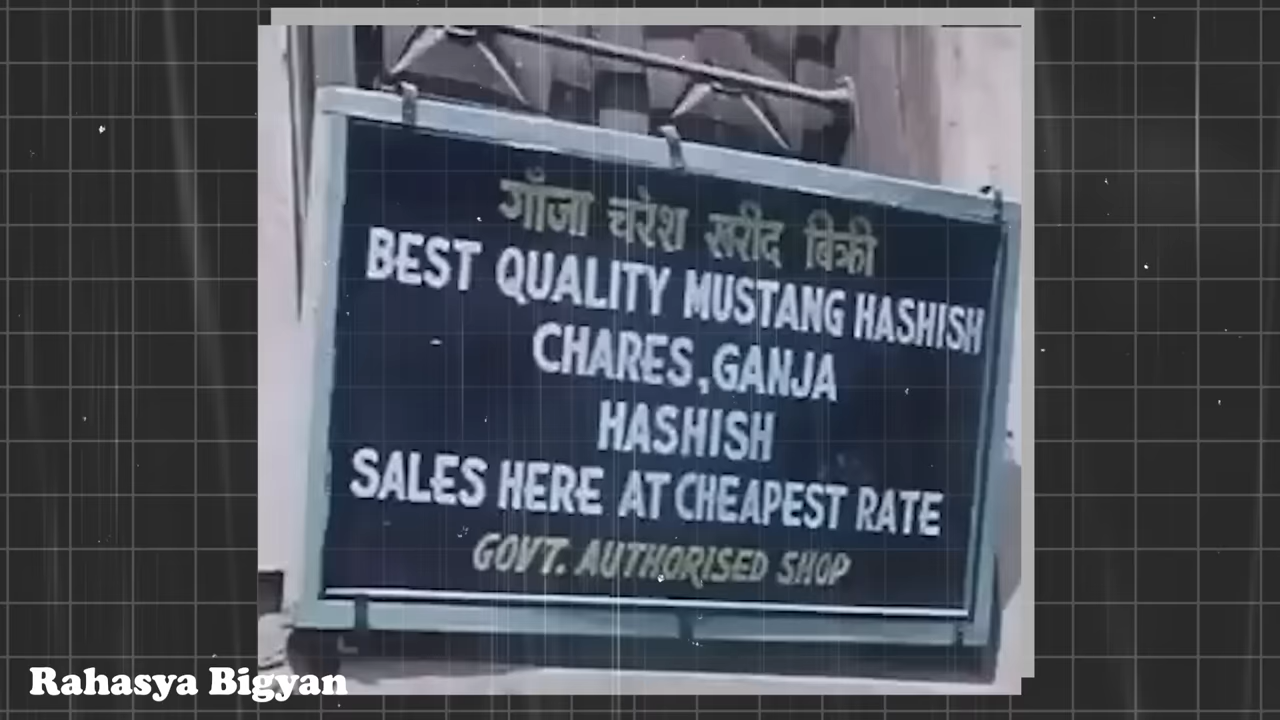 गाँजा चरेश खरीद बिक्री
BEST QUALITY MUSTANG HASHISH
CHARES, GANJA
HASHISH
SALES HERE AT CHEAPEST RATE
GOVT. AUTHORISED SHOP
Rahasya Bigyan